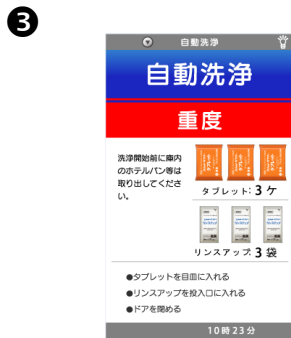 ❸
自動洗浄
自動洗浄
重度
洗浄開始前に庫内
のホテルパン等は
取り出してくださ
い。
タブレット:3ケ
リンスアップ:3袋
●タブレットを目皿に入れる
●リンスアップを投入口に入れる
●ドアを閉める
10時23分